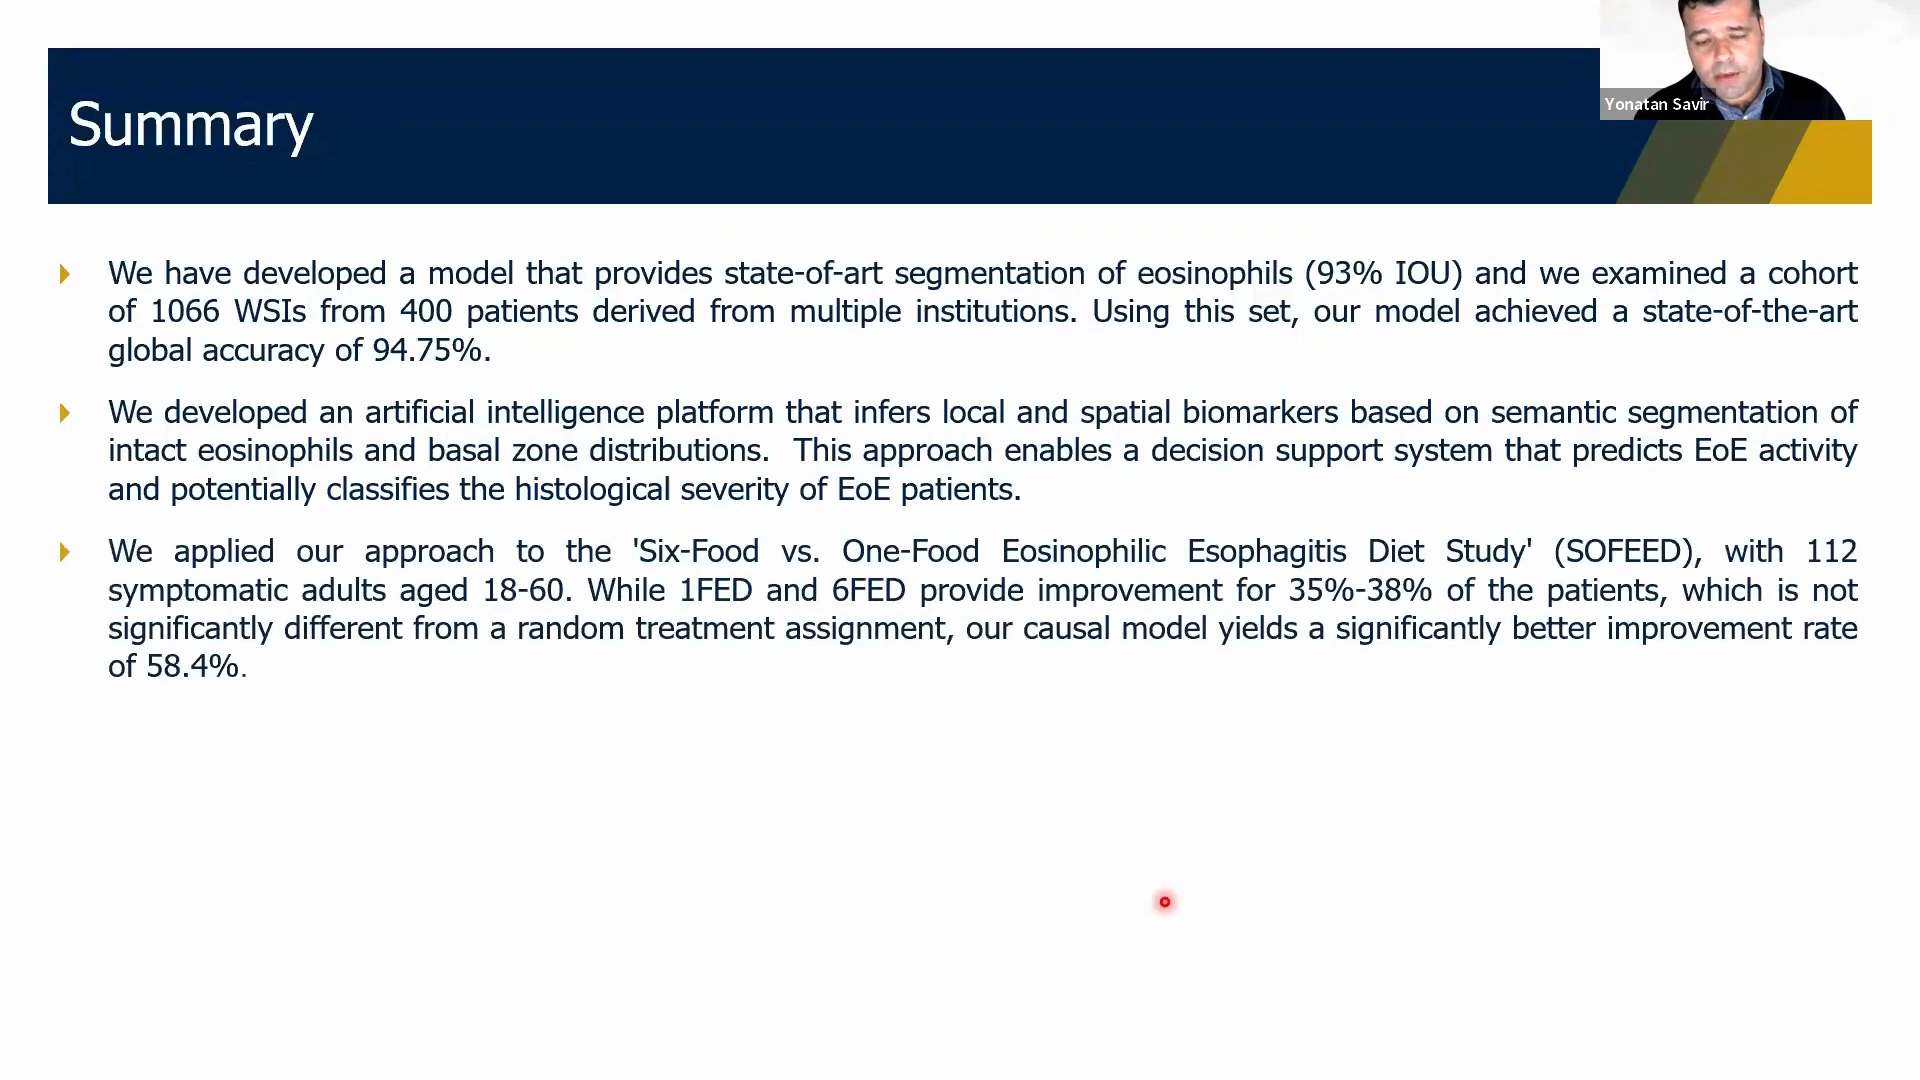 Summary
Yonatan Savir
We have developed a model that provides state-of-art segmentation of eosinophils (93% IOU) and we examined a cohort
of 1066 WSIs from 400 patients derived from multiple institutions. Using this set, our model achieved a state-of-the-art
global accuracy of 94.75%.
We developed an artificial intelligence platform that infers local and spatial biomarkers based on semantic segmentation of
intact eosinophils and basal zone distributions.  This approach enables a decision support system that predicts EoE activity
and potentially classifies the histological severity of EoE patients.
We applied our approach to the 'Six-Food vs. One-Food Eosinophilic Esophagitis Diet Study' (SOFEED), with 112
symptomatic adults aged 18-60. While 1FED and 6FED provide improvement for 35%-38% of the patients, which is not
significantly different from a random treatment assignment, our causal model yields a significantly better improvement rate
of 58.4%.